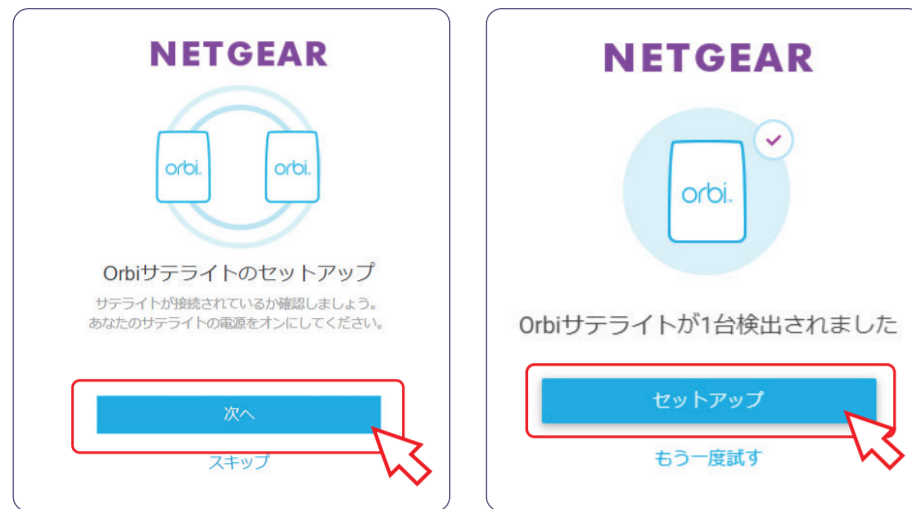 NETGEAR
orbi. orbi.
Orbiサテライトのセットアップ
サテライトが接続されているか確認しましょう。
あなたのサテライトの電源をオンにしてください。
次へ
スキップ
NETGEAR
orbi.
Orbiサテライトが1台検出されました
セットアップ
もう一度試す